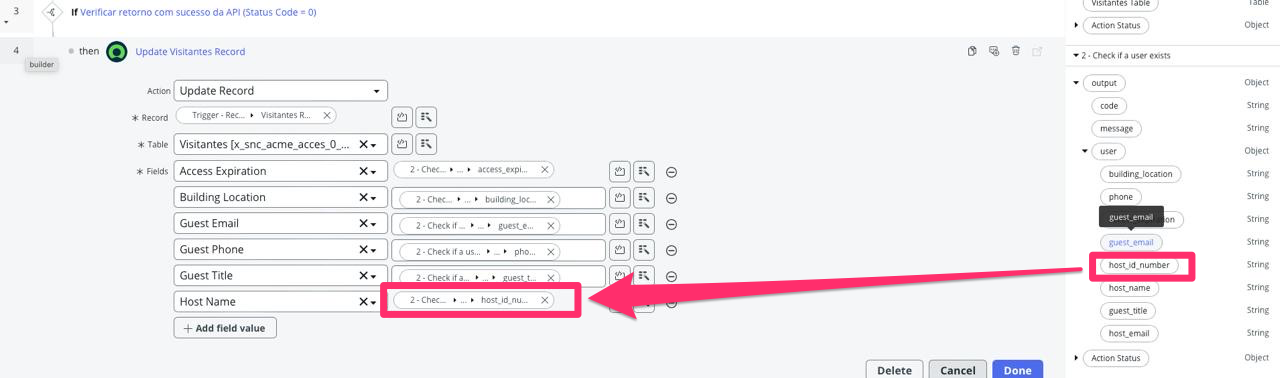 Visitantes Table Table
3 If Verificar retorno com sucesso da API (Status Code = 0)
Action Status Object
4 then Update Visitantes Record
builder
2 - Check if a user exists
Action Update Record
output Object
Record Trigger - Rec... Visitantes R...
code String
message String
Table Visitantes [x_snc_acme_acces_0_...
user Object
Fields Access Expiration 2 - Chec... ... access_expi...
building_location String
Building Location 2 - Chec... ... building_loc...
phone String
Guest Email 2 - Check if ... ... guest_e...
guest_email
String
Guest Phone 2 - Check if a us... ... pho...
guest_email String
Guest Title 2 - Check if a... ... guest_t...
host_id_number String
Host Name 2 - Chec... ... host_id_nu...
host_name String
guest_title String
+ Add field value
host_email String
Action Status Object
Delete Cancel Done